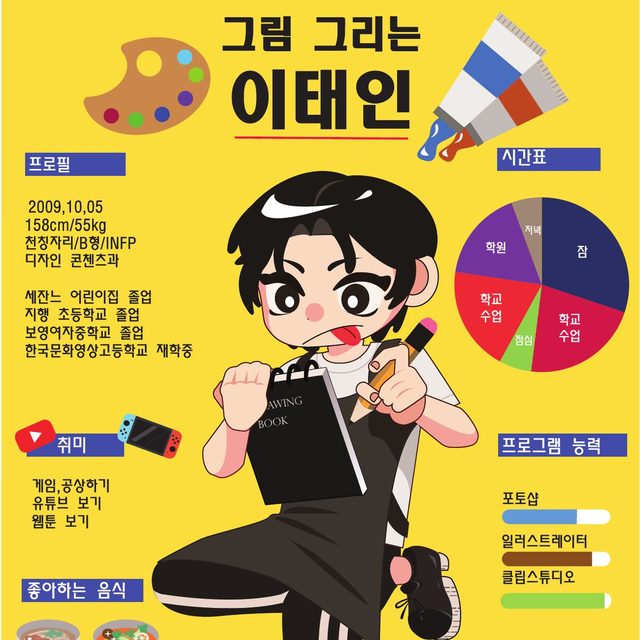 그림 그리는
이태인
프로필
2009,10,05
158cm/55kg
천칭자리/B형/INFP
디자인 콘첸츠과
세잔느 어린이집 졸업
지행 초등학교 졸업
보영여자중학교 졸업
한국문화영상고등학교 재학중
취미
게임,공상하기
유튜브 보기
웹툰 보기
좋아하는 음식
시간표
저녁
잠
학원
학교
수업
점심
학교
수업
DRAWING
BOOK
프로그램 능력
포토샵
일러스트레이터
클립스튜디오